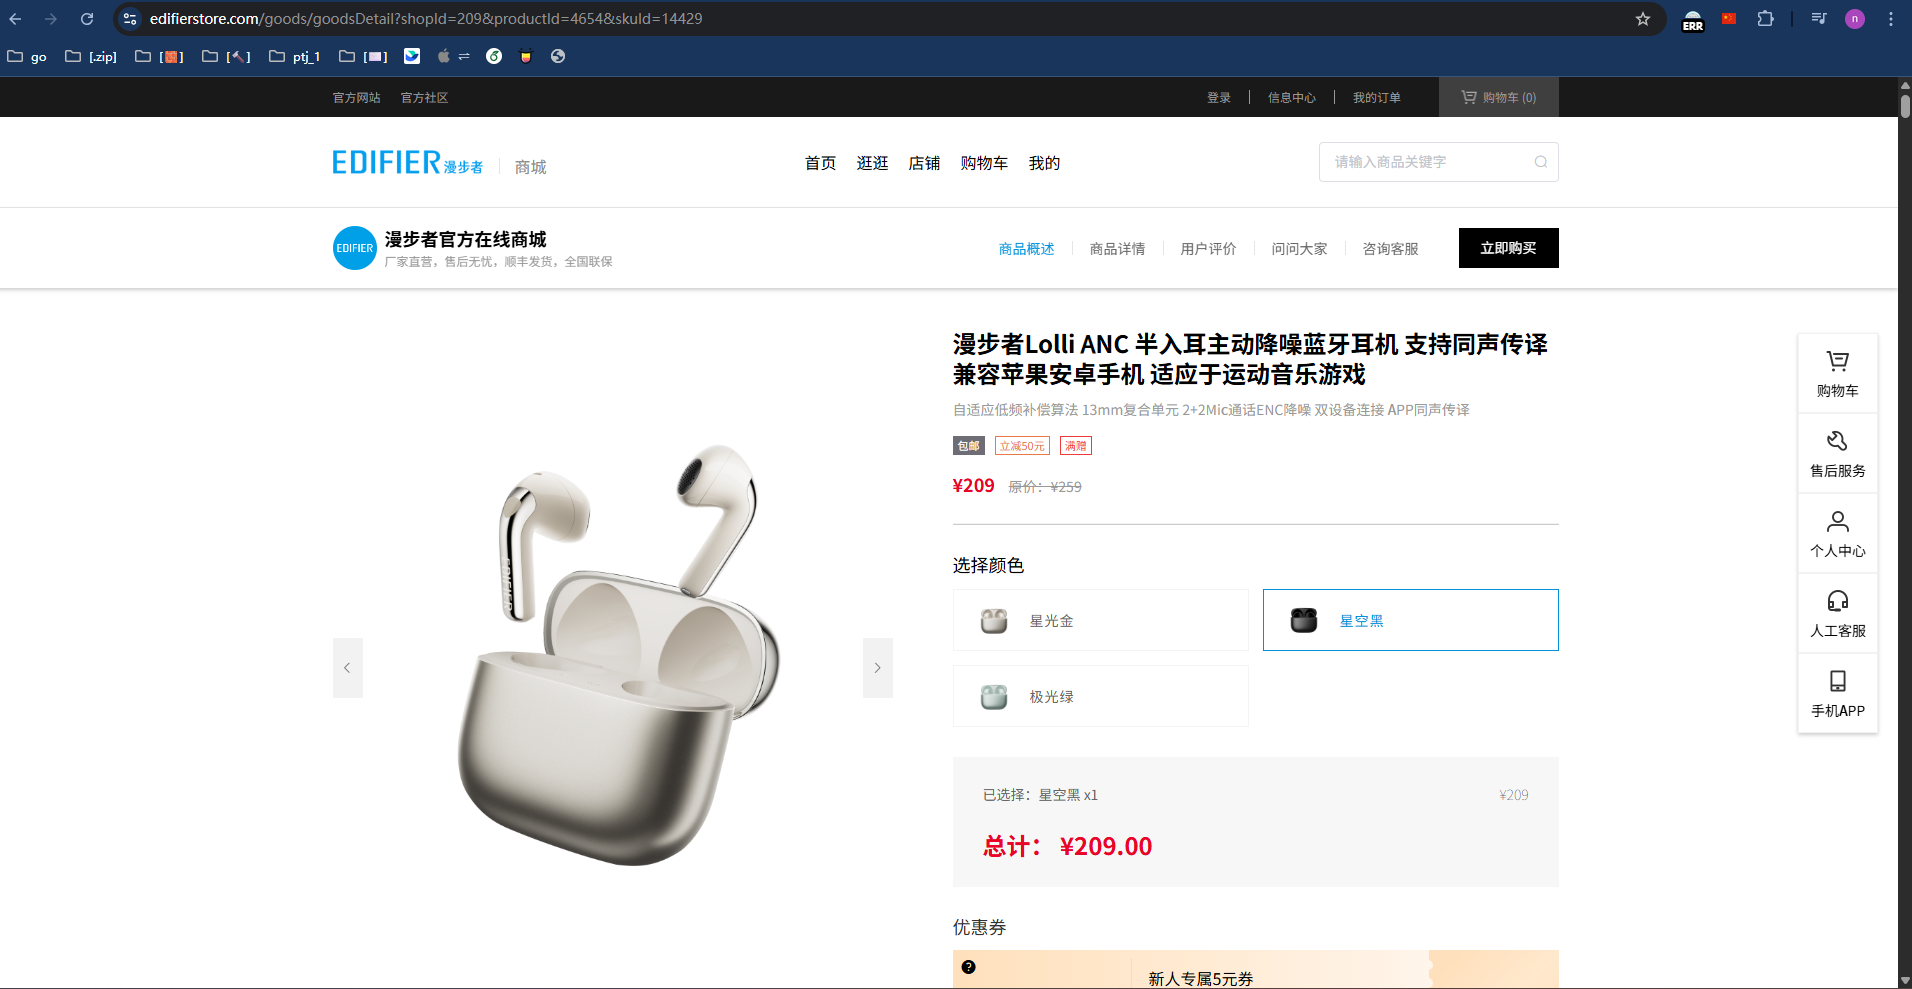 edifierstore.com/goods/goodsDetail?shopId=209&productId=4654&skuId=14429
ERR
n
go
[.zip]
ptj_1
官方网站 官方社区
登录 信息中心 我的订单 购物车 (0)
EDIFIER 漫步者 商城
首页 逛逛 店铺 购物车 我的
请输入商品关键字
EDIFIER
漫步者官方在线商城
厂家直营，售后无忧，顺丰发货，全国联保
商品概述 商品详情 用户评价 问问大家 咨询客服 立即购买
漫步者Lolli ANC 半入耳主动降噪蓝牙耳机 支持同声传译
兼容苹果安卓手机 适应于运动音乐游戏
自适应低频补偿算法 13mm复合单元 2+2Mic通话ENC降噪 双设备连接 APP同声传译
包邮 立减50元 满赠
¥209 原价：¥259
选择颜色
星光金
星空黑
极光绿
已选择：星空黑 x1 ¥209
总计： ¥209.00
优惠券
?
新人专属5元券
EDIFIER
购物车
售后服务
个人中心
人工客服
手机APP